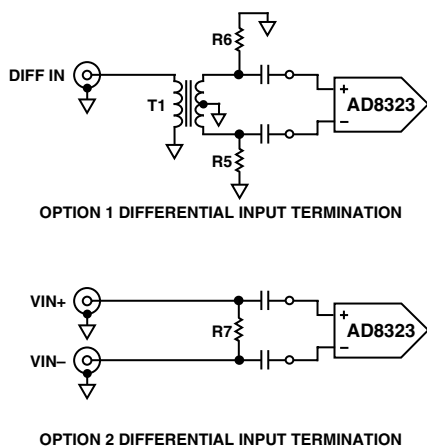 R6
DIFF IN
T1
+
AD8323
–
R5
OPTION 1 DIFFERENTIAL INPUT TERMINATION
VIN+
+
R7
AD8323
–
VIN–
OPTION 2 DIFFERENTIAL INPUT TERMINATION